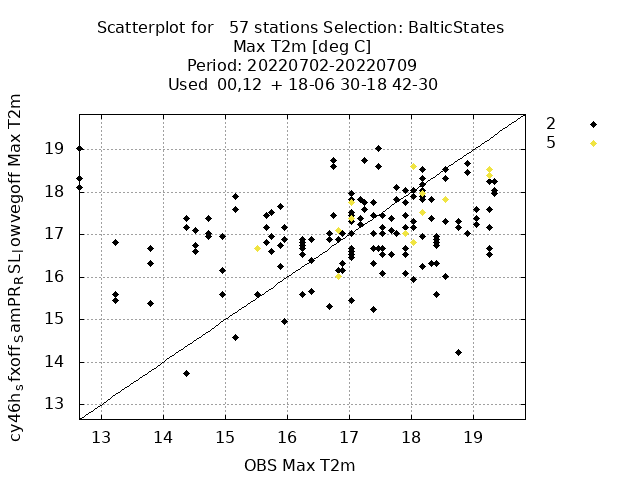 Scatterplot for   57 stations Selection: BalticStates
Max T2m [deg C]
Period: 20220702-20220709
Used  00,12  + 18-06 30-18 42-30
2
5
cy46h_s fxoff_s amPR_R SL_l owvegoff Max T2m
19
18
17
16
15
14
13
13 14 15 16 17 18 19
OBS Max T2m